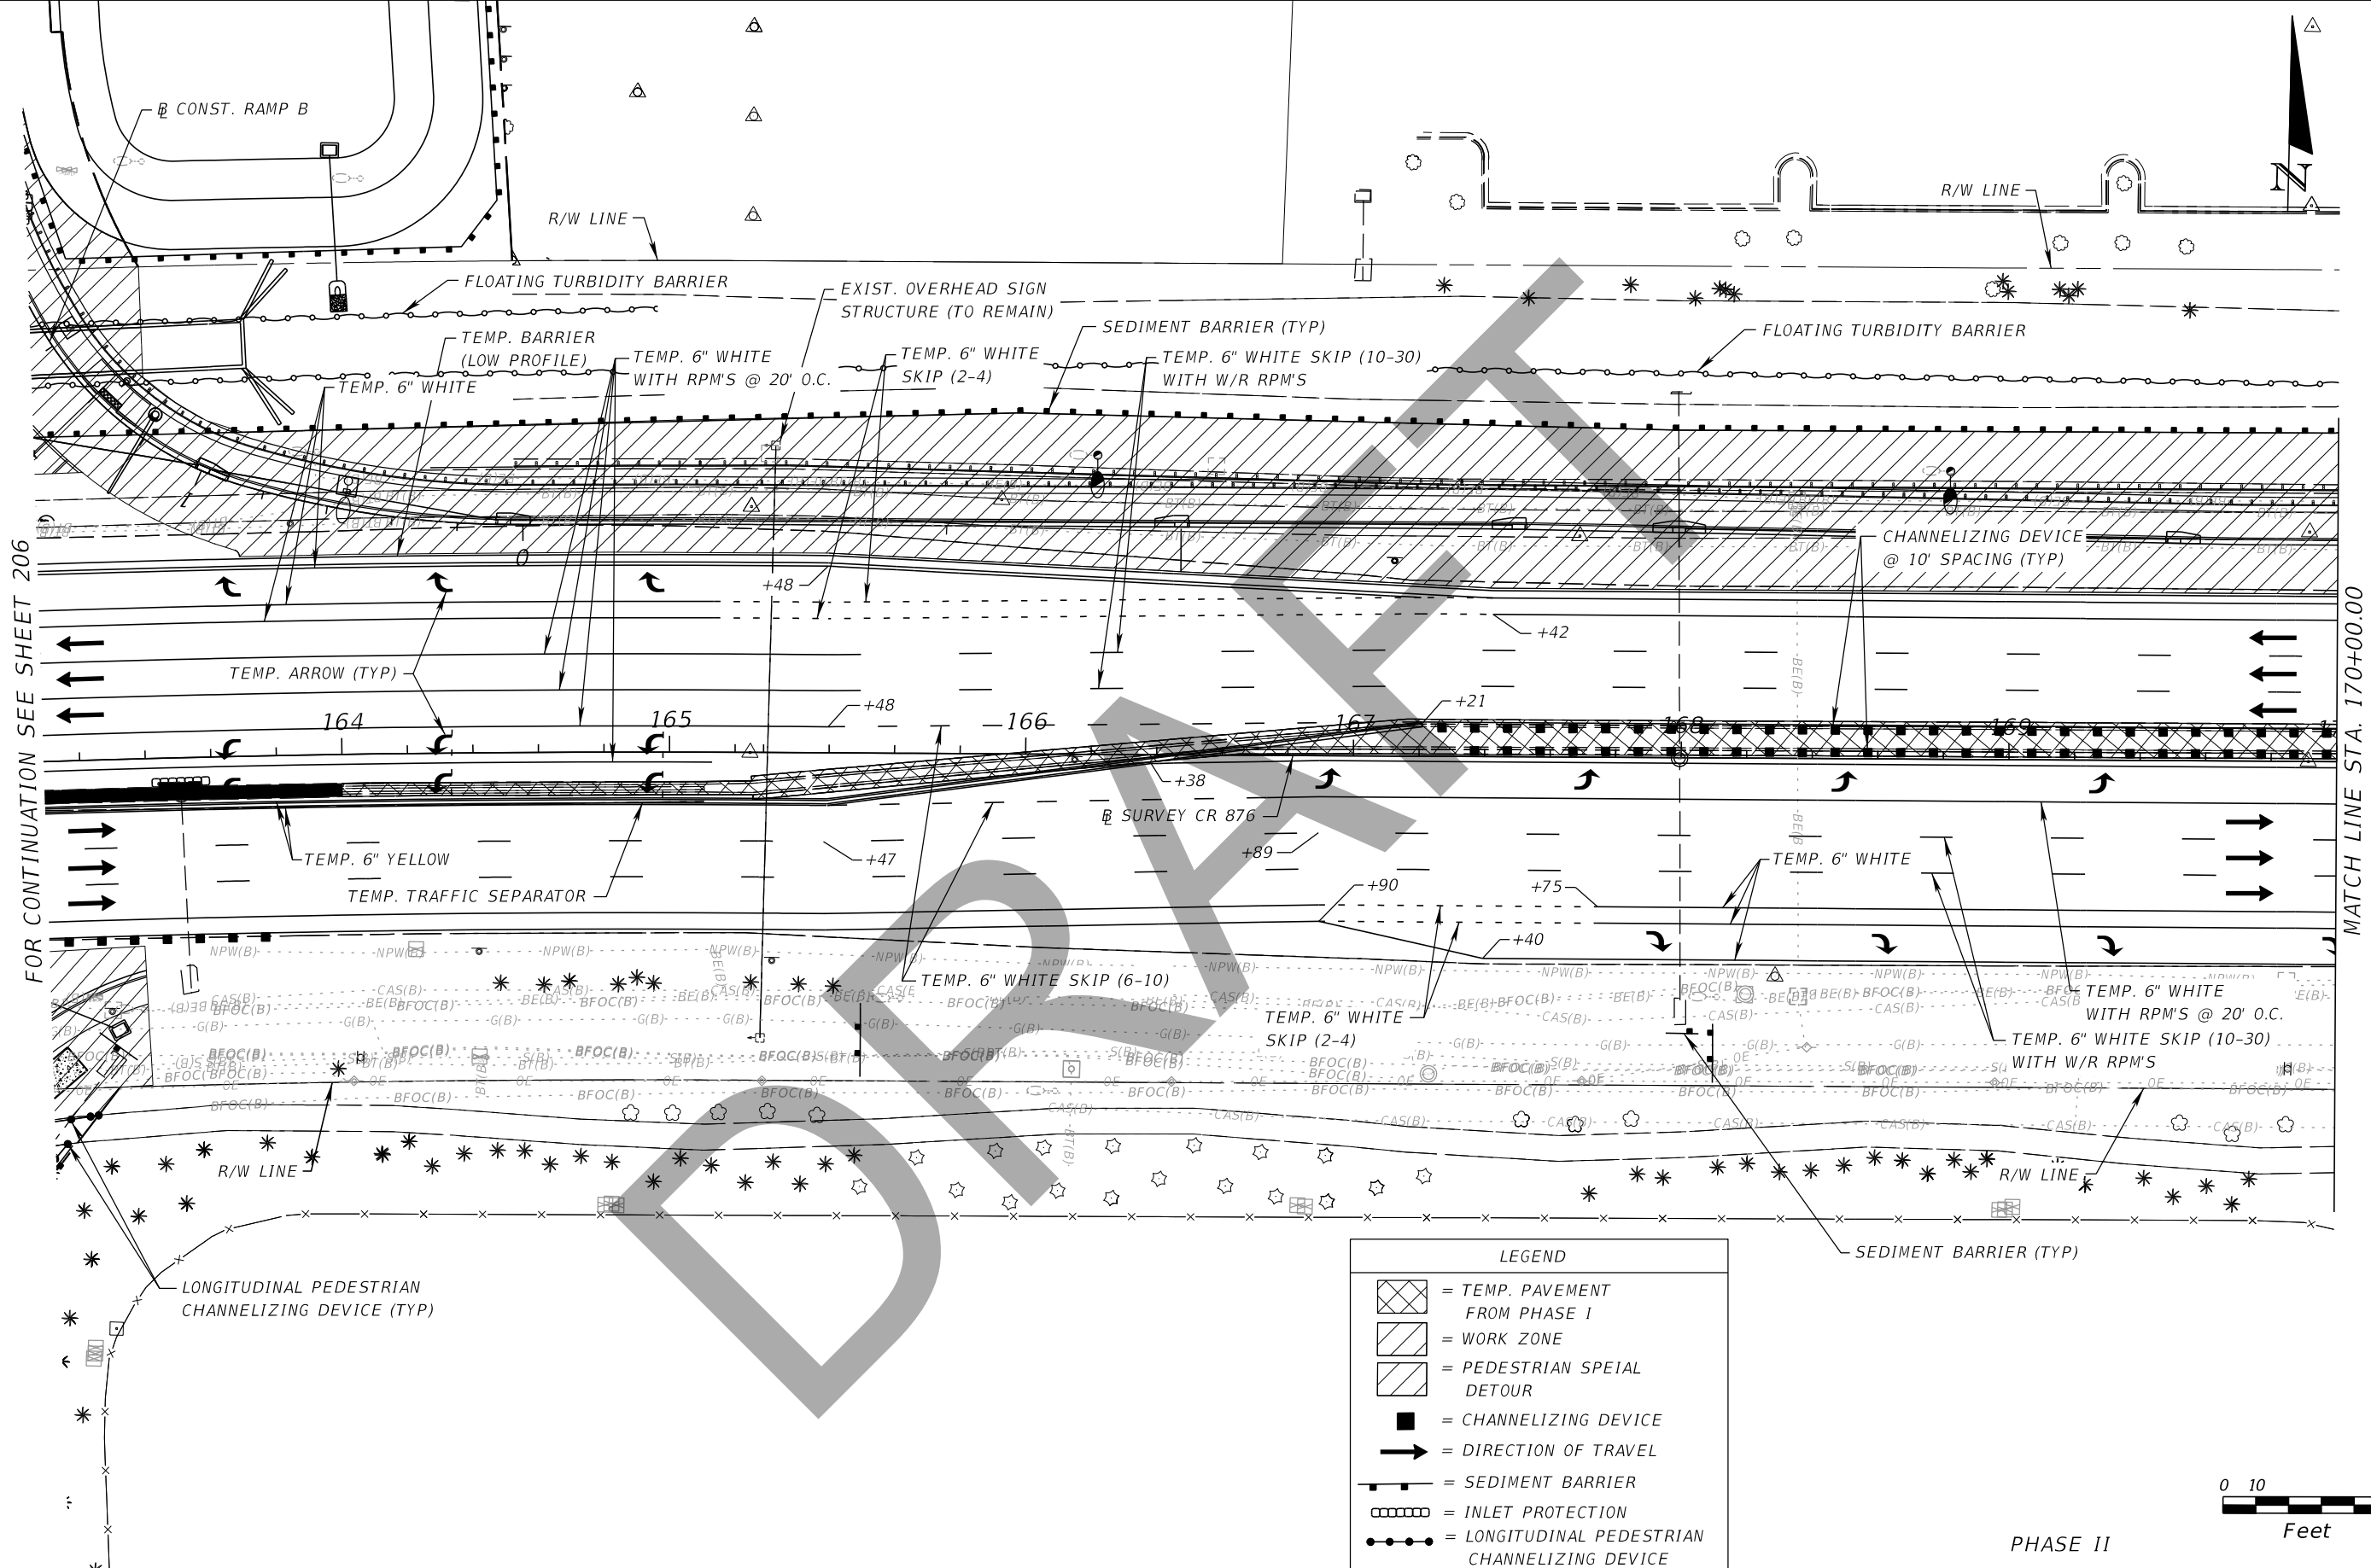 ℄ CONST. RAMP B
R/W LINE
R/W LINE
N
FLOATING TURBIDITY BARRIER
EXIST. OVERHEAD SIGN
STRUCTURE (TO REMAIN)
SEDIMENT BARRIER (TYP)
FLOATING TURBIDITY BARRIER
TEMP. BARRIER
(LOW PROFILE)
TEMP. 6" WHITE
TEMP. 6" WHITE
WITH RPM'S @ 20' O.C.
TEMP. 6" WHITE
SKIP (2-4)
TEMP. 6" WHITE SKIP (10-30)
WITH W/R RPM'S
CHANNELIZING DEVICE
@ 10' SPACING (TYP)
FOR CONTINUATION SEE SHEET 206
MATCH LINE STA. 170+00.00
0
+48
+42
TEMP. ARROW (TYP)
+48
+21
164
165
166
167
168
169
+38
℄ SURVEY CR 876
+47
+89
TEMP. 6" YELLOW
TEMP. TRAFFIC SEPARATOR
TEMP. 6" WHITE
+90
+75
+40
TEMP. 6" WHITE SKIP (6-10)
TEMP. 6" WHITE
SKIP (2-4)
TEMP. 6" WHITE
WITH RPM'S @ 20' O.C.
TEMP. 6" WHITE SKIP (10-30)
WITH W/R RPM'S
NPW(B)
CAS(B)
BE(B)
BFOC(B)
G(B)
S(B)
BT(B)
OE
R/W LINE
R/W LINE
SEDIMENT BARRIER (TYP)
LONGITUDINAL PEDESTRIAN
CHANNELIZING DEVICE (TYP)
DRAFT
LEGEND
= TEMP. PAVEMENT
FROM PHASE I
= WORK ZONE
= PEDESTRIAN SPEIAL
DETOUR
= CHANNELIZING DEVICE
= DIRECTION OF TRAVEL
= SEDIMENT BARRIER
= INLET PROTECTION
= LONGITUDINAL PEDESTRIAN
CHANNELIZING DEVICE
0 10
Feet
PHASE II